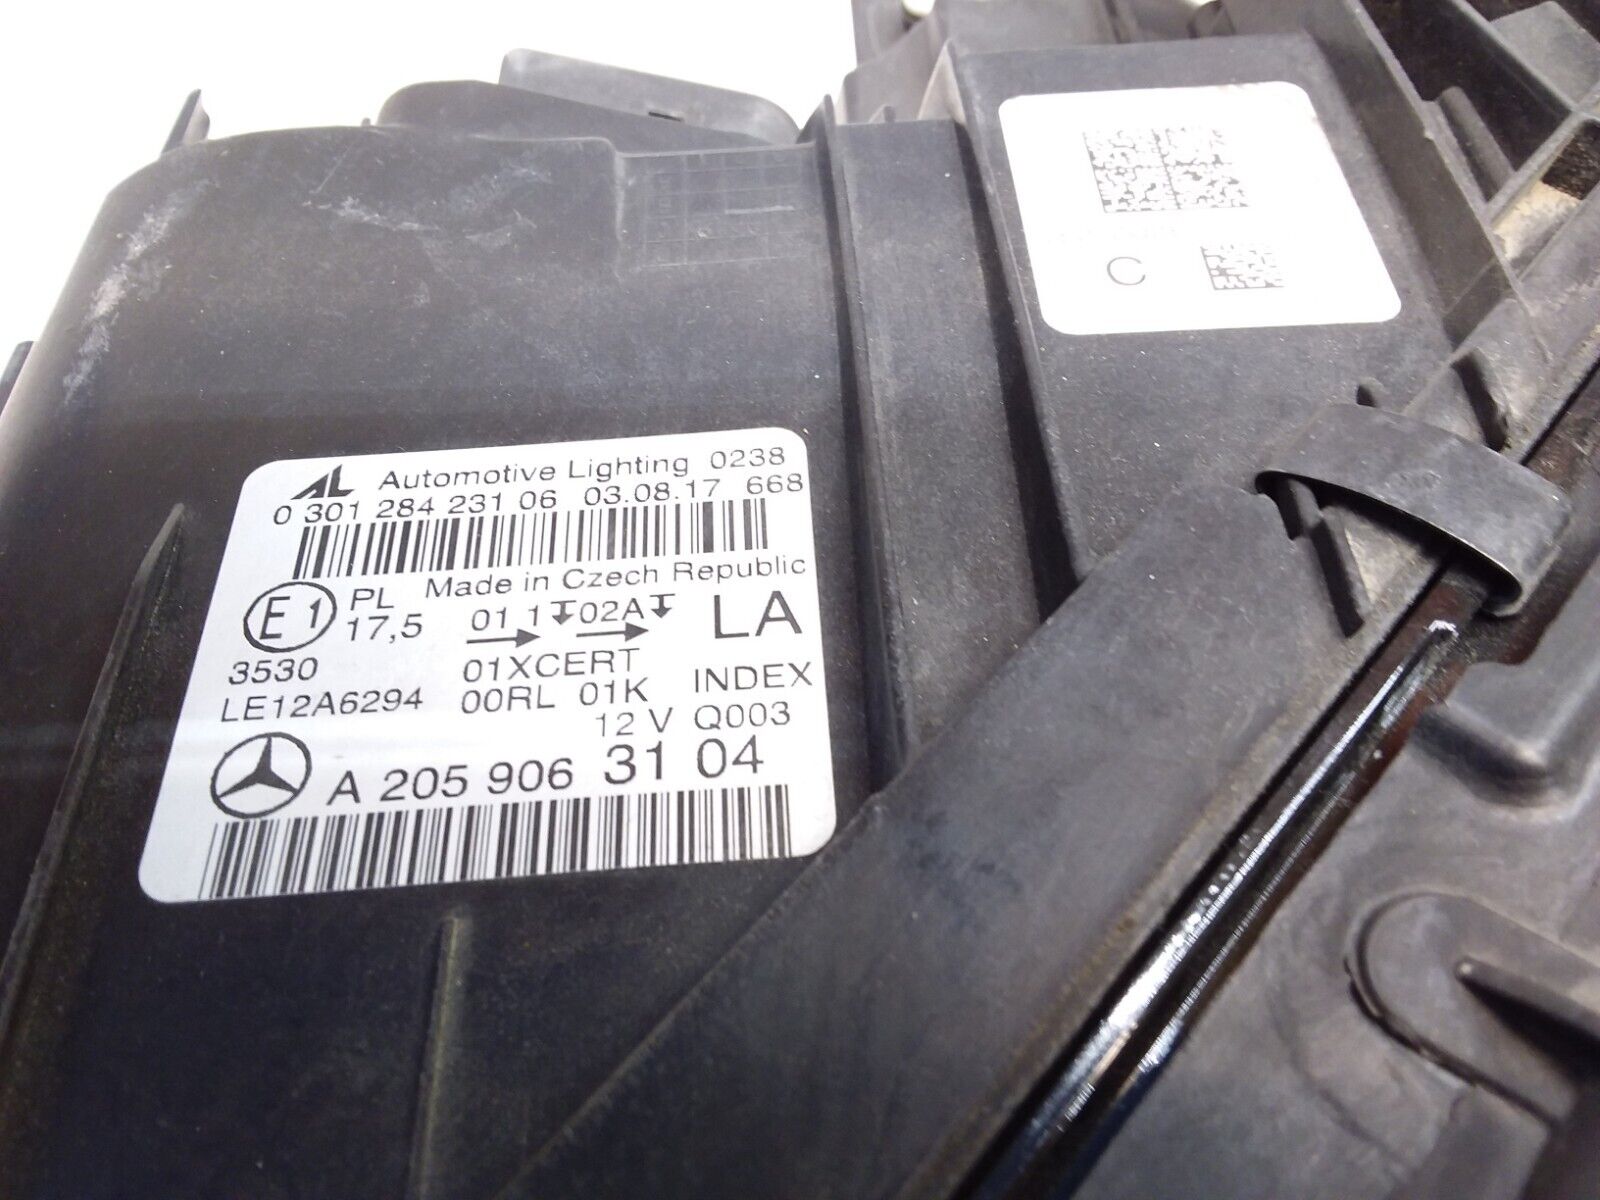 AL Automotive Lighting 0238
0 301 284 231 06 03.08.17 668
Made in Czech Republic
E1 PL 17,5 01 1 02A LA
3530 01XCERT
LE12A6294 00RL 01K INDEX
12 V Q003
A 205 906 31 04
C